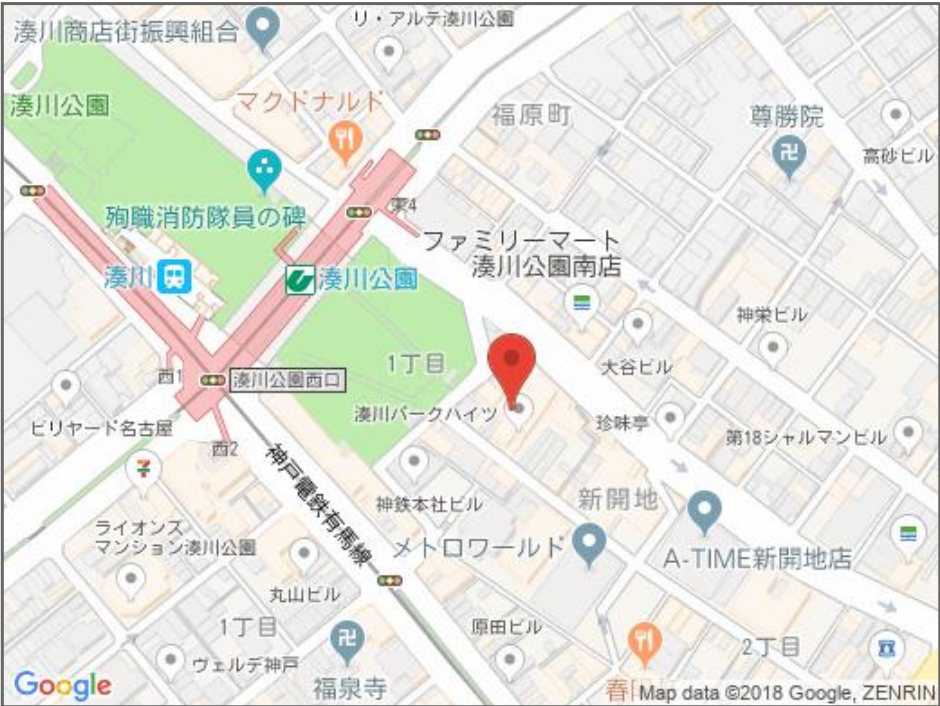 リ・アルテ湊川公園
湊川商店街振興組合
湊川公園
マクドナルド
福原町
尊勝院
高砂ビル
殉職消防隊員の碑
東4
ファミリーマート
湊川公園南店
湊川
湊川公園
神栄ビル
1丁目
大谷ビル
西1
湊川公園西口
湊川パークハイツ
珍味亭
ビリヤード名古屋
第18シャルマンビル
西2
神戸電鉄有馬線
神鉄本社ビル
新開地
ライオンズ
マンション湊川公園
メトロワールド
A-TIME新開地店
丸山ビル
1丁目
原田ビル
2丁目
ヴェルデ神戸
福泉寺
春
Google
Map data ©2018 Google, ZENRIN